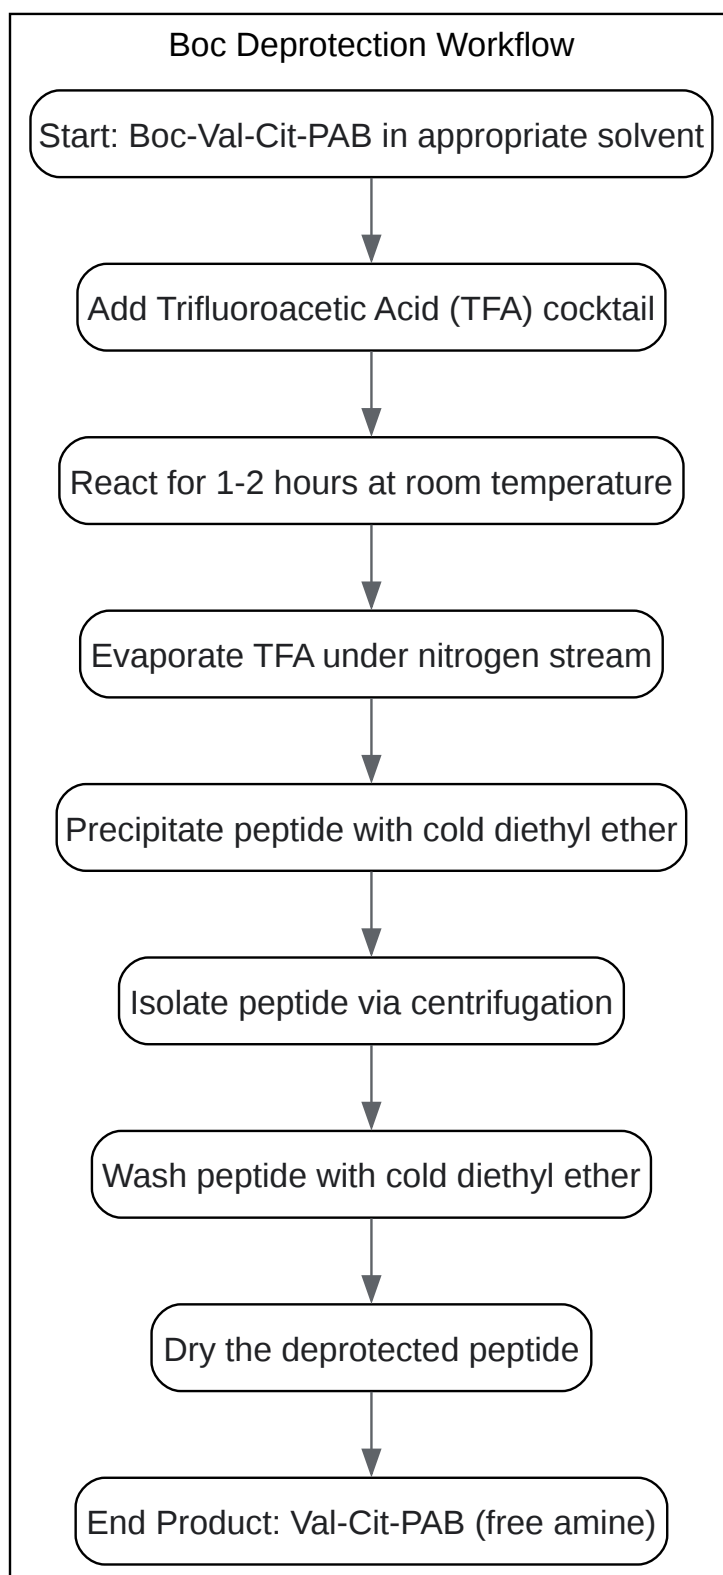 Boc Deprotection Workflow
Start: Boc-Val-Cit-PAB in appropriate solvent
Add Trifluoroacetic Acid (TFA) cocktail
React for 1-2 hours at room temperature
Evaporate TFA under nitrogen stream
Precipitate peptide with cold diethyl ether
Isolate peptide via centrifugation
Wash peptide with cold diethyl ether
Dry the deprotected peptide
End Product: Val-Cit-PAB (free amine)